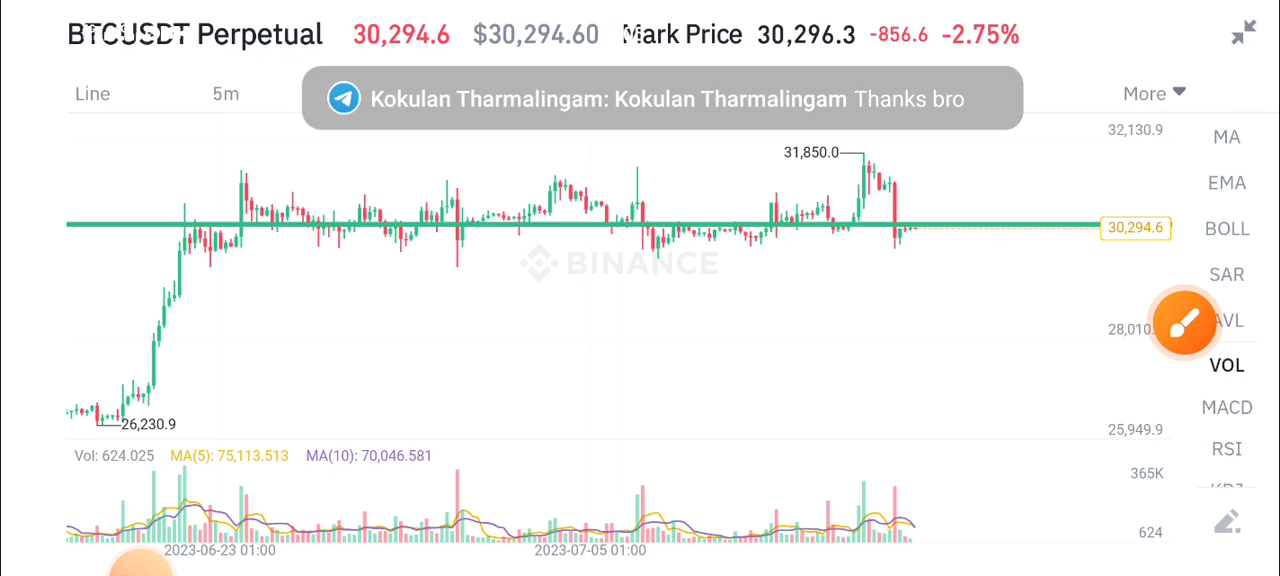 BTCUSDT Perpetual 30,294.6 $30,294.60 Mark Price 30,296.3 -856.6 -2.75%
Line 5m More
Kokulan Tharmalingam: Kokulan Tharmalingam Thanks bro
32,130.9
31,850.0
30,294.6
BINANCE
28,010.
26,230.9
25,949.9
Vol: 624.025 MA(5): 75,113.513 MA(10): 70,046.581
365K
624
2023-06-23 01:00 2023-07-05 01:00
MA
EMA
BOLL
SAR
AVL
VOL
MACD
RSI